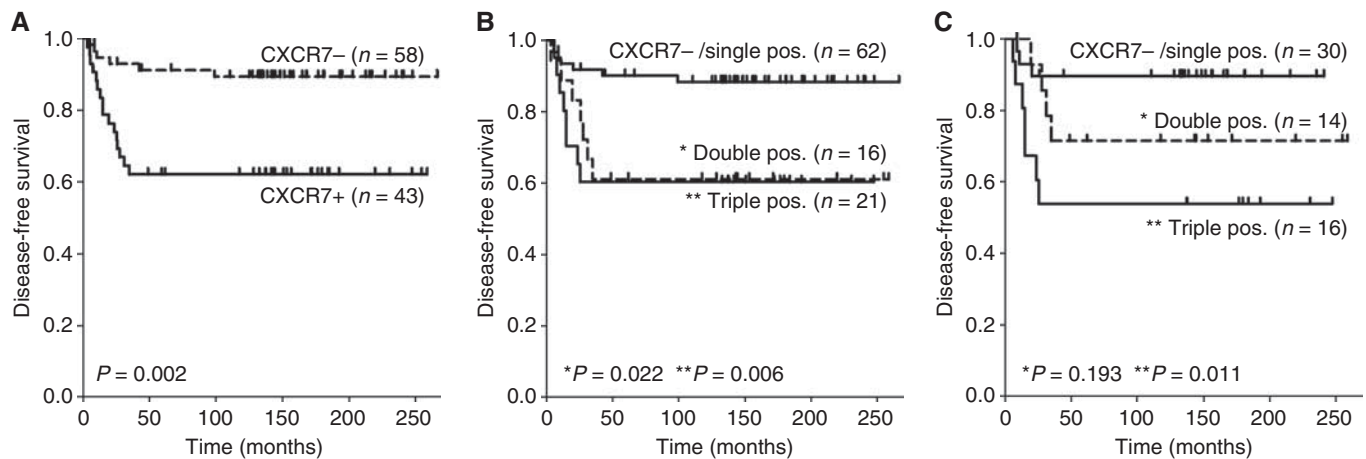 A
Disease-free survival
1.0
0.8
0.6
0.4
0.2
0.0
CXCR7– (n = 58)
CXCR7+ (n = 43)
P = 0.002
0 50 100 150 200 250
Time (months)
B
Disease-free survival
1.0
0.8
0.6
0.4
0.2
0.0
CXCR7– /single pos. (n = 62)
* Double pos. (n = 16)
** Triple pos. (n = 21)
*P = 0.022 **P = 0.006
0 50 100 150 200 250
Time (months)
C
Disease-free survival
1.0
0.8
0.6
0.4
0.2
0.0
CXCR7– /single pos. (n = 30)
* Double pos. (n = 14)
** Triple pos. (n = 16)
*P = 0.193 **P = 0.011
0 50 100 150 200 250
Time (months)